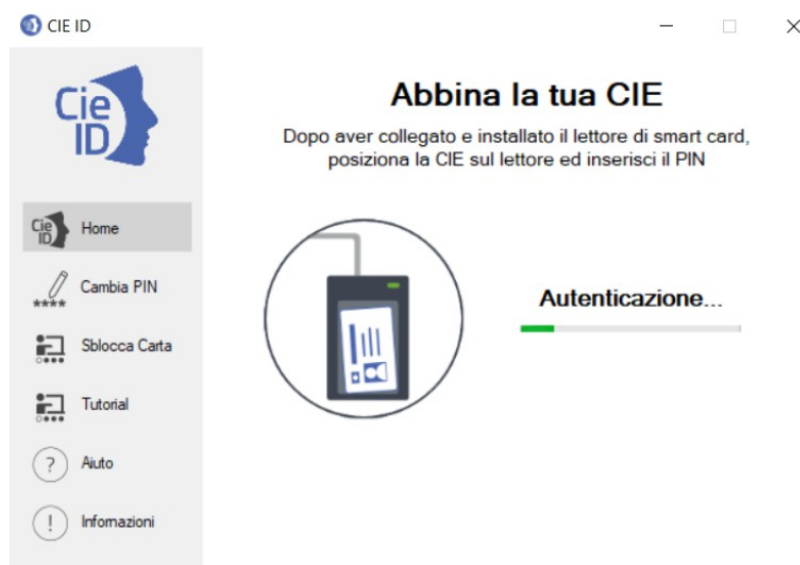 CIE ID
Cie
ID
Abbina la tua CIE
Dopo aver collegato e installato il lettore di smart card,
posiziona la CIE sul lettore ed inserisci il PIN
Cie
ID
Home
Cambia PIN
Sblocca Carta
Tutorial
Aiuto
Infomazioni
Autenticazione...